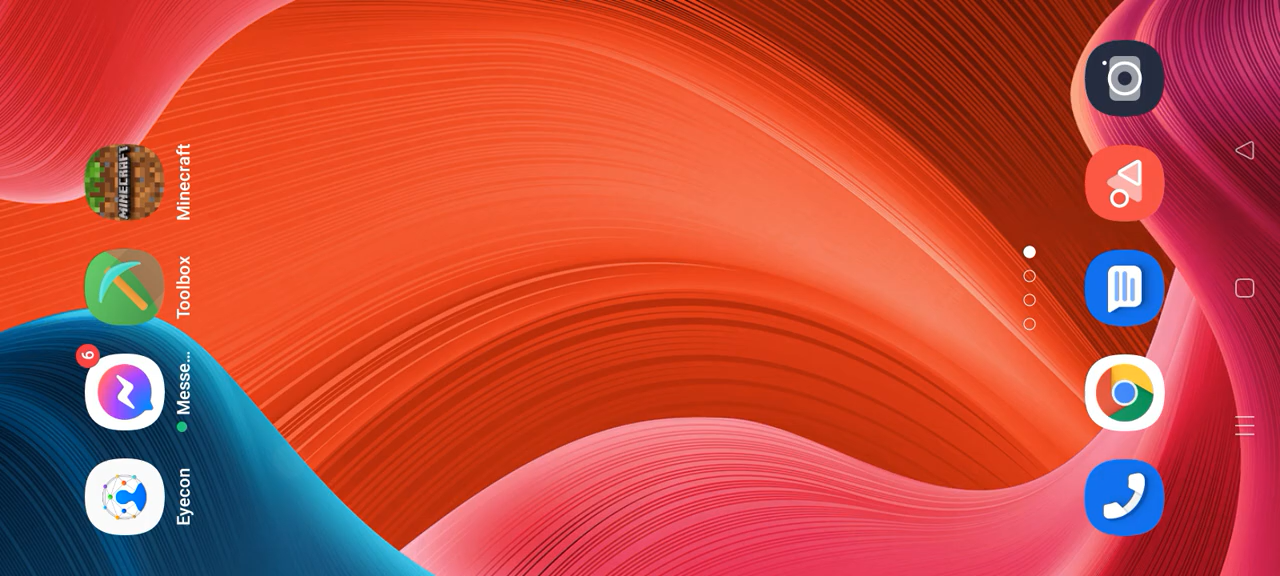 Eyecon
6
Messe...
Toolbox
MINECRAFT
Minecraft